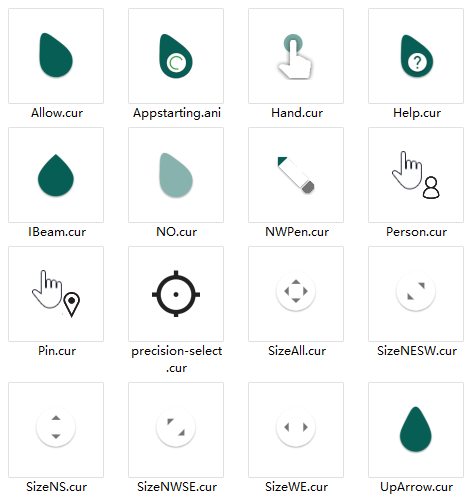 Allow.cur
Appstarting.ani
Hand.cur
Help.cur
?
IBeam.cur
NO.cur
NWPen.cur
Person.cur
Pin.cur
precision-select
.cur
SizeAll.cur
SizeNESW.cur
SizeNS.cur
SizeNWSE.cur
SizeWE.cur
UpArrow.cur